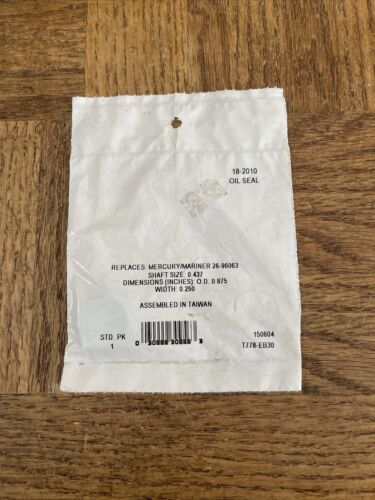 18-2010
OIL SEAL
REPLACES MERCURY/MARINER 26-96063
SHAFT SIZE: 0.437
DIMENSIONS (INCHES): O.D. 0.875
WIDTH: 0.250
ASSEMBLED IN TAIWAN
STD. PK
1
150604
T778-EB30